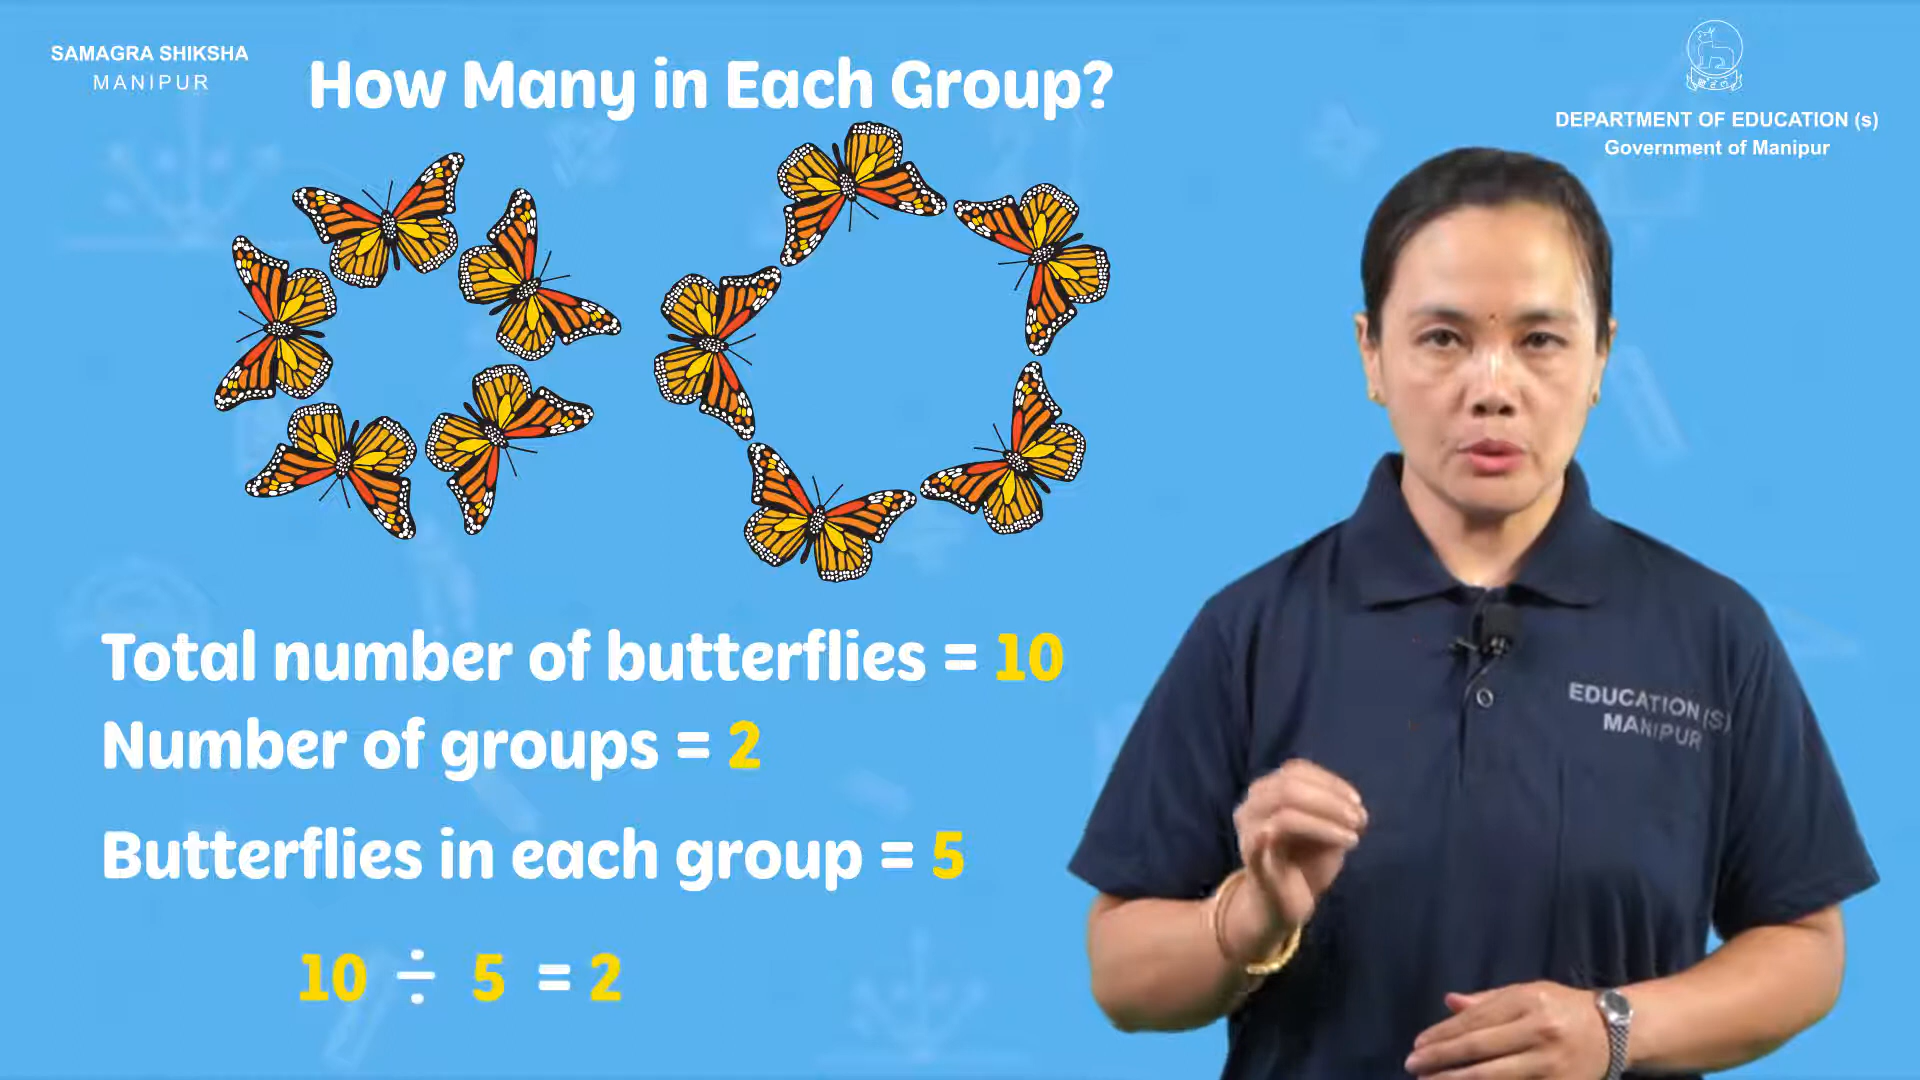 SAMAGRA SHIKSHA
MANIPUR
How Many in Each Group?
DEPARTMENT OF EDUCATION (s)
Government of Manipur
Total number of butterflies = 10
Number of groups = 2
Butterflies in each group = 5
10 ÷ 5 = 2
EDUCATION (S)
MANIPUR